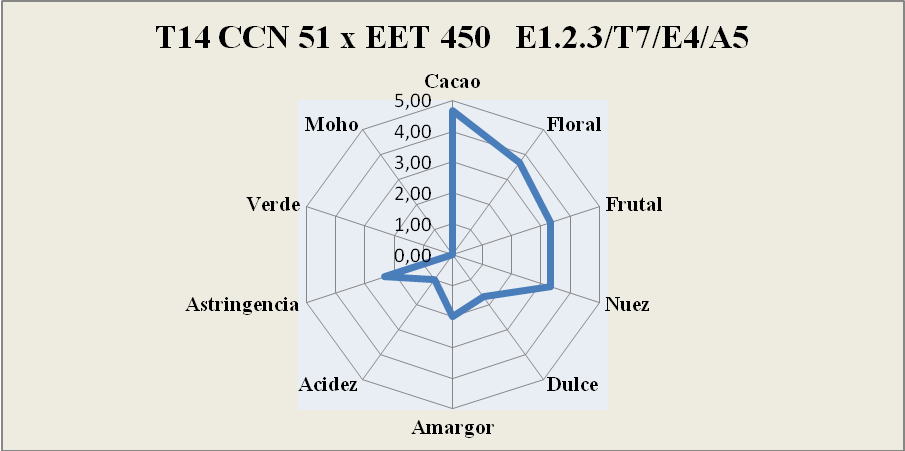 T14 CCN 51 x EET 450   E1.2.3/T7/E4/A5
Cacao
5,00
Moho
Floral
4,00
3,00
Verde
Frutal
2,00
1,00
0,00
Astringencia
Nuez
Acidez
Dulce
Amargor